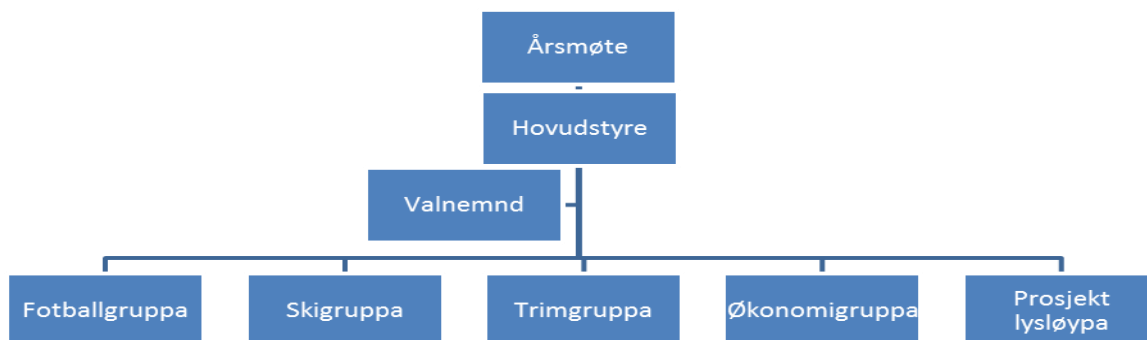 Årsmøte
Hovudstyre
Valnemnd
Fotballgruppa
Skigruppa
Trimgruppa
Økonomigruppa
Prosjekt
lysløypa